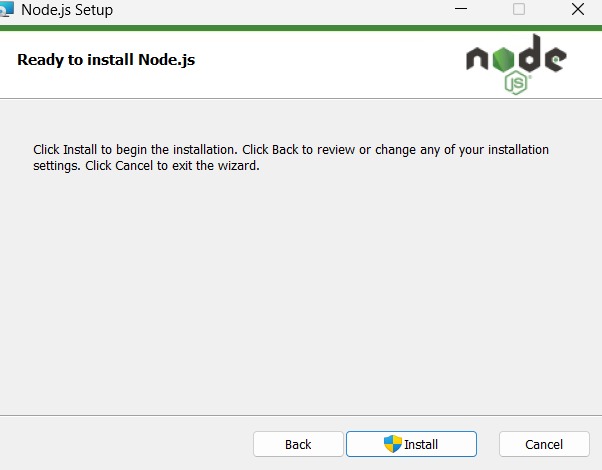 Node.js Setup
Ready to install Node.js
node
JS
Click Install to begin the installation. Click Back to review or change any of your installation
settings. Click Cancel to exit the wizard.
Back
Install
Cancel